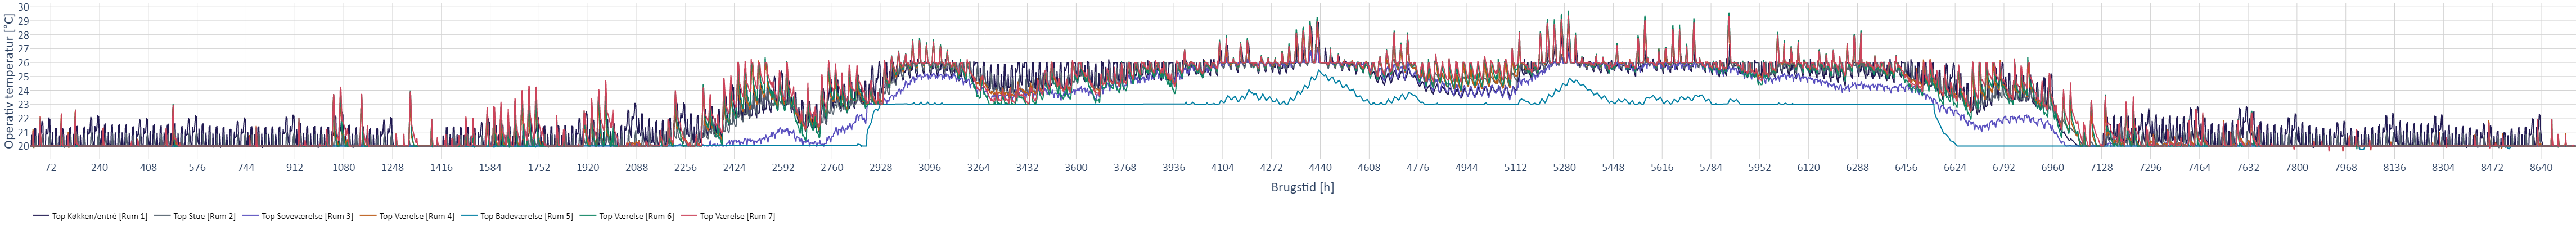 Operativ temperatur [°C]
30
29
28
27
26
25
24
23
22
21
20
72 240 408 576 744 912 1080 1248 1416 1584 1752 1920 2088 2256 2424 2592 2760 2928 3096 3264 3432 3600 3768 3936 4104 4272 4440 4608 4776 4944 5112 5280 5448 5616 5784 5952 6120 6288 6456 6624 6792 6960 7128 7296 7464 7632 7800 7968 8136 8304 8472 8640
Brugstid [h]
Top Køkken/entré [Rum 1] Top Stue [Rum 2] Top Soveværelse [Rum 3] Top Værelse [Rum 4] Top Badeværelse [Rum 5] Top Værelse [Rum 6] Top Værelse [Rum 7]